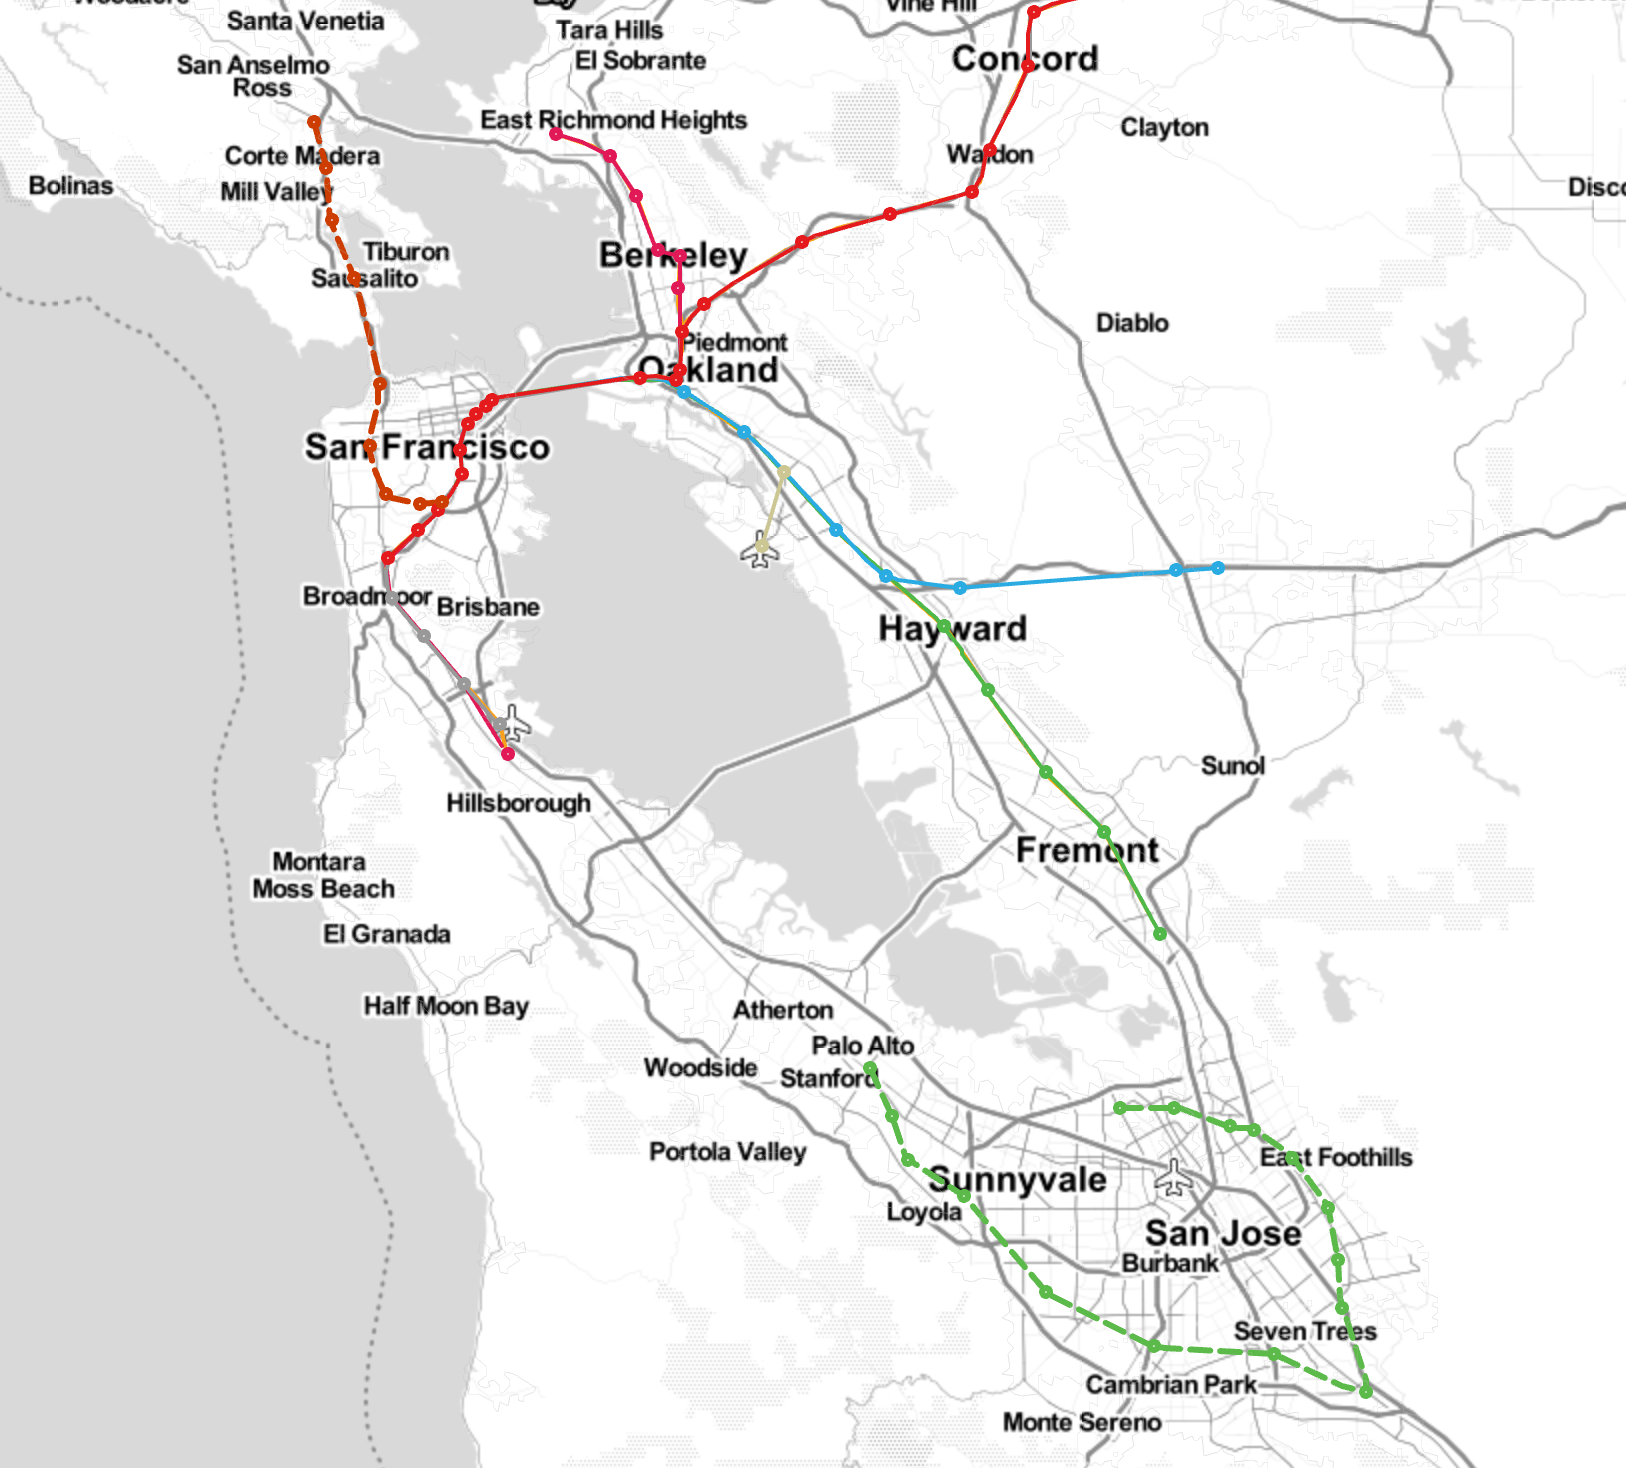 Santa Venetia
Tara Hills
Vine Hill
San Anselmo
Ross
El Sobrante
Concord
East Richmond Heights
Clayton
Corte Madera
Mill Valley
Waldon
Bolinas
Tiburon
Sausalito
Berkeley
Diablo
Piedmont
Oakland
San Francisco
Broadmoor
Brisbane
Hayward
Sunol
Hillsborough
Fremont
Montara
Moss Beach
El Granada
Half Moon Bay
Atherton
Palo Alto
Woodside
Stanford
Portola Valley
East Foothills
Sunnyvale
Loyola
San Jose
Burbank
Seven Trees
Cambrian Park
Monte Sereno